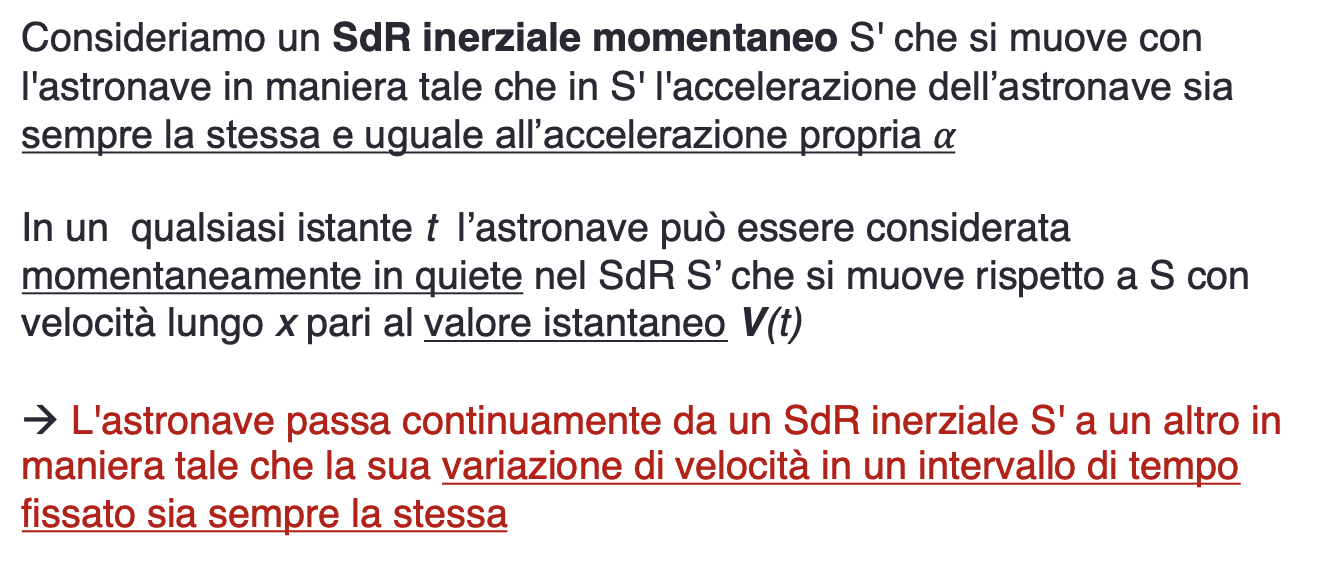 Consideriamo un SdR inerziale momentaneo S' che si muove con
l'astronave in maniera tale che in S' l'accelerazione dell’astronave sia
sempre la stessa e uguale all’accelerazione propria α
In un  qualsiasi istante t  l’astronave può essere considerata
momentaneamente in quiete nel SdR S’ che si muove rispetto a S con
velocità lungo x pari al valore istantaneo V(t)
→ L'astronave passa continuamente da un SdR inerziale S' a un altro in
maniera tale che la sua variazione di velocità in un intervallo di tempo
fissato sia sempre la stessa